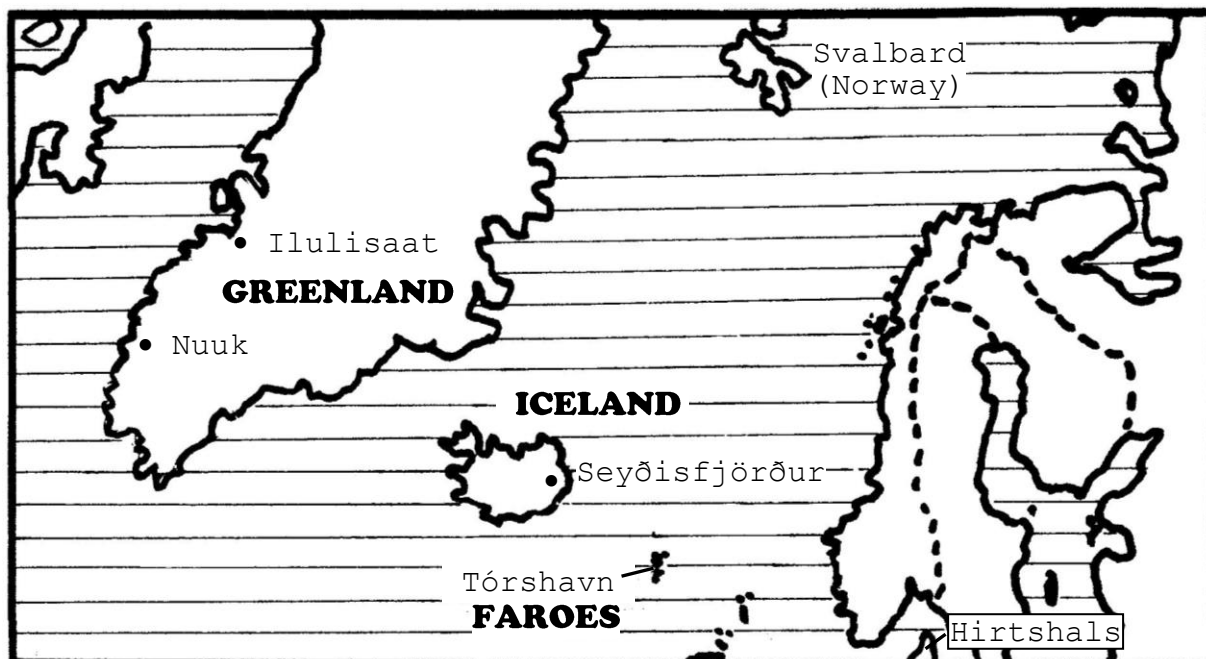 Svalbard
(Norway)
Ilulisaat
GREENLAND
Nuuk
ICELAND
Seyðisfjörður
Tórshavn
FAROES
Hirtshals